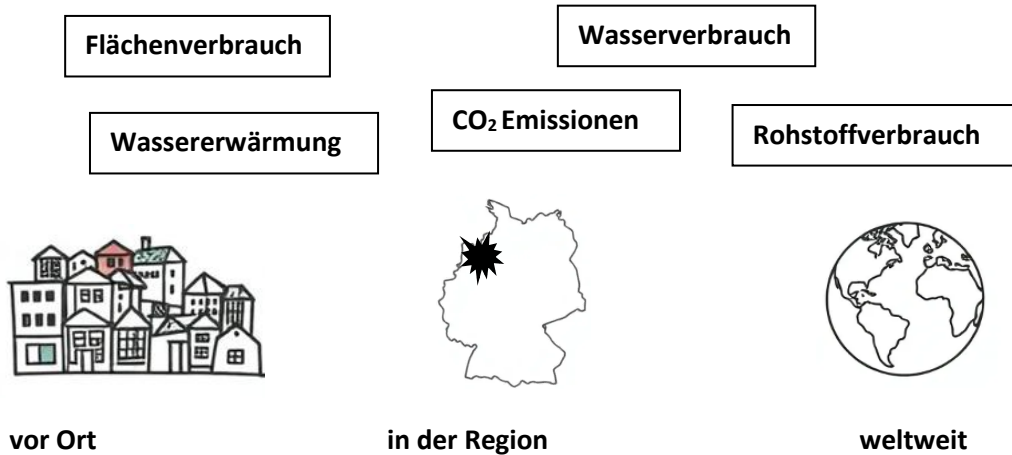 Flächenverbrauch
Wasserverbrauch
Wassererwärmung
CO₂ Emissionen
Rohstoffverbrauch
vor Ort
in der Region
weltweit